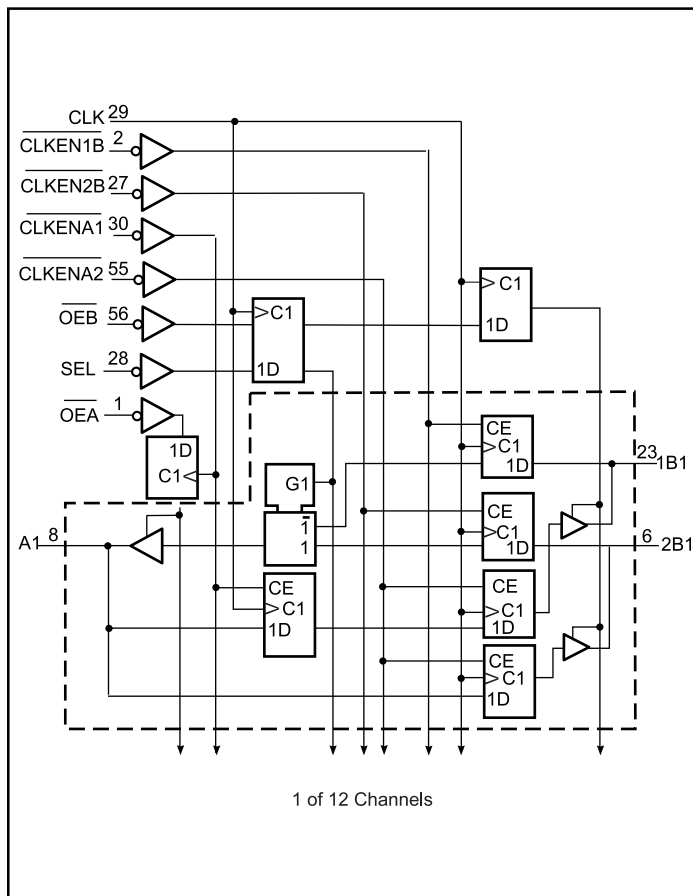 CLK 29
CLKEN1B 2
CLKEN2B 27
CLKENA1 30
CLKENA2 55
C1
OEB 56
C1
1D
SEL 28
1D
OEA 1
1D
C1
CE
C1
1D
23
1B1
G1
1
1
CE
C1
1D
6
2B1
A1 8
CE
C1
1D
CE
C1
1D
CE
C1
1D
1 of 12 Channels